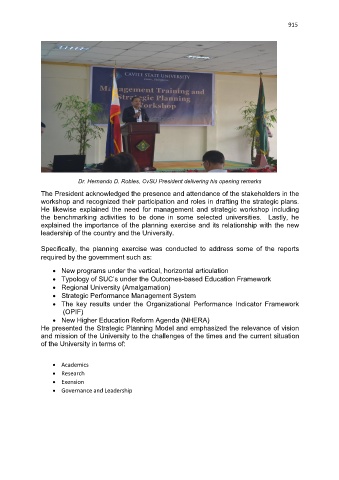 915
CAVITE STATE UNIVERSITY
Management Training and
Strategic Planning
Workshop
Dr. Hernando D. Robles, CvSU President delivering his opening remarks
The President acknowledged the presence and attendance of the stakeholders in the
workshop and recognized their participation and roles in drafting the strategic plans.
He likewise explained the need for management and strategic workshop including
the benchmarking activities to be done in some selected universities. Lastly, he
explained the importance of the planning exercise and its relationship with the new
leadership of the country and the University.
Specifically, the planning exercise was conducted to address some of the reports
required by the government such as:
• New programs under the vertical, horizontal articulation
• Typology of SUC's under the Outcomes-based Education Framework
• Regional University (Amalgamation)
• Strategic Performance Management System
• The key results under the Organizational Performance Indicator Framework
(OPIF)
• New Higher Education Reform Agenda (NHERA)
He presented the Strategic Planning Model and emphasized the relevance of vision
and mission of the University to the challenges of the times and the current situation
of the University in terms of:
• Academics
• Research
• Exension
• Governance and Leadership